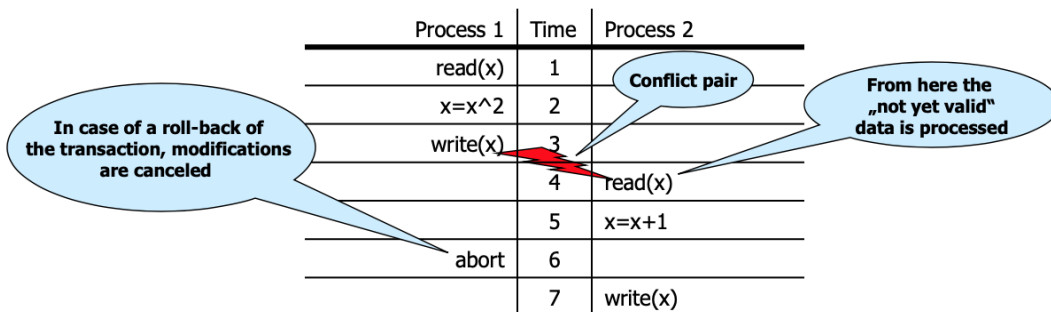 Process 1 Time Process 2
read(x) 1
Conflict pair
From here the
„not yet valid“
data is processed
x=x^2 2
In case of a roll-back of
the transaction, modifications
are canceled
write(x) 3
4 read(x)
5 x=x+1
abort 6
7 write(x)